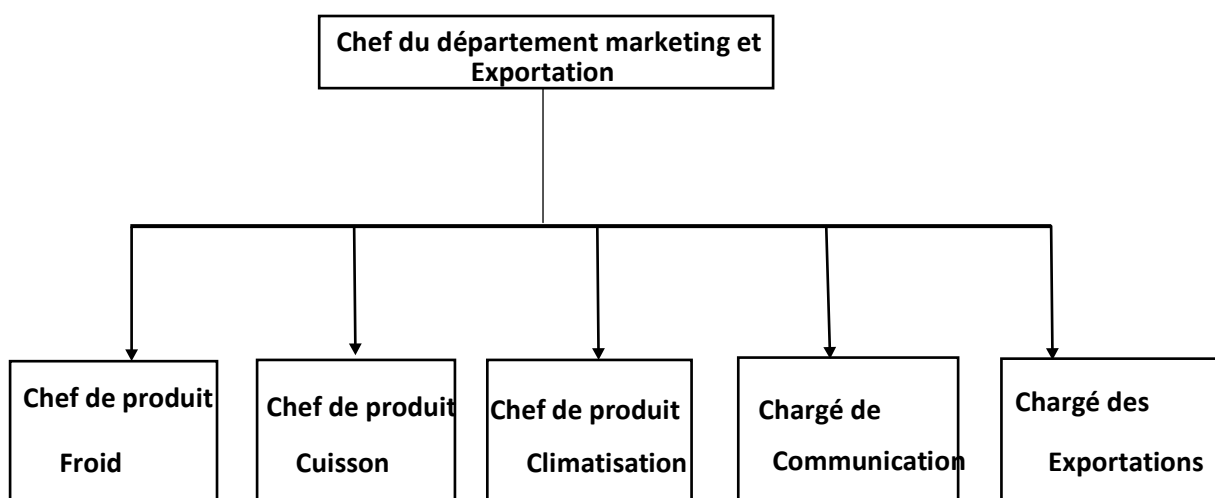 Chef du département marketing et
Exportation
Chef de produit
Froid
Chef de produit
Cuisson
Chef de produit
Climatisation
Chargé de
Communication
Chargé des
Exportations